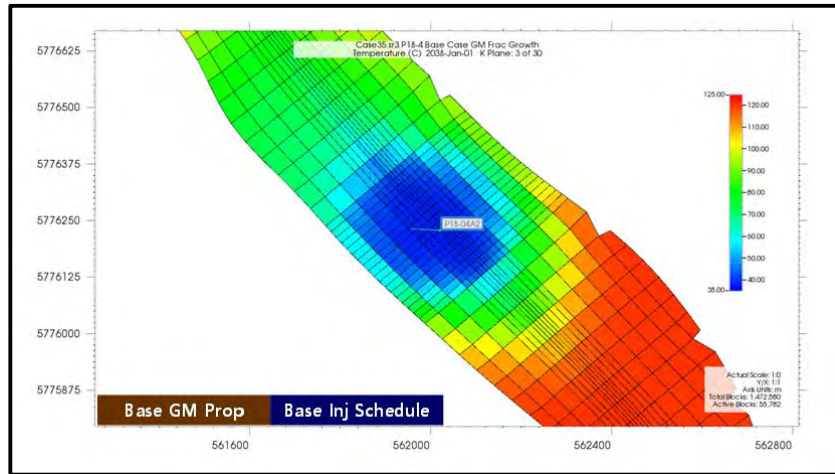 Case35.sr3 P18-4 Base Case GM Frac Growth
Temperature (C) 2038-Jan-01 K Plane: 3 of 30
5776625
5776500
5776375
5776250
5776125
5776000
5775875
125.00
120.00
110.00
100.00
90.00
80.00
70.00
60.00
50.00
40.00
35.00
P18-04A2
Actual Scale: 1:0
Y/X: 1:1
Axis Units: m
Total Blocks: 1,472,580
Active Blocks: 55,782
Base GM Prop
Base Inj Schedule
561600
562000
562400
562800